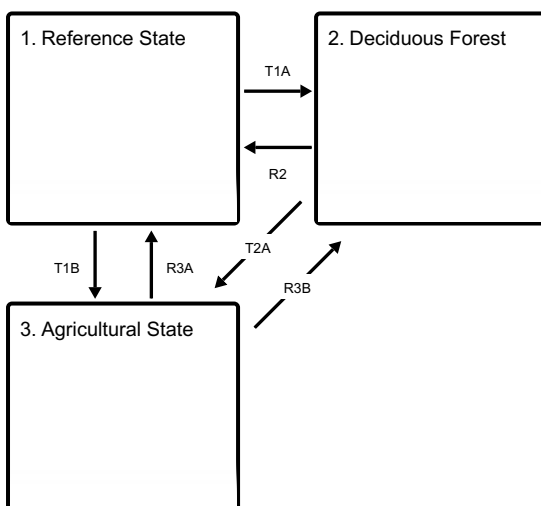 1. Reference State
2. Deciduous Forest
T1A
R2
T1B
R3A
T2A
R3B
3. Agricultural State